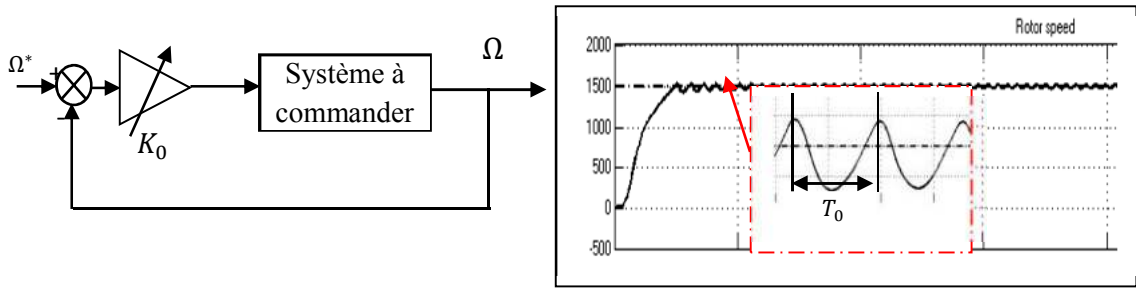 Ω*
+
−
K₀
Système à
commander
Ω
Rotor speed
2000
1500
1000
500
0
-500
T₀